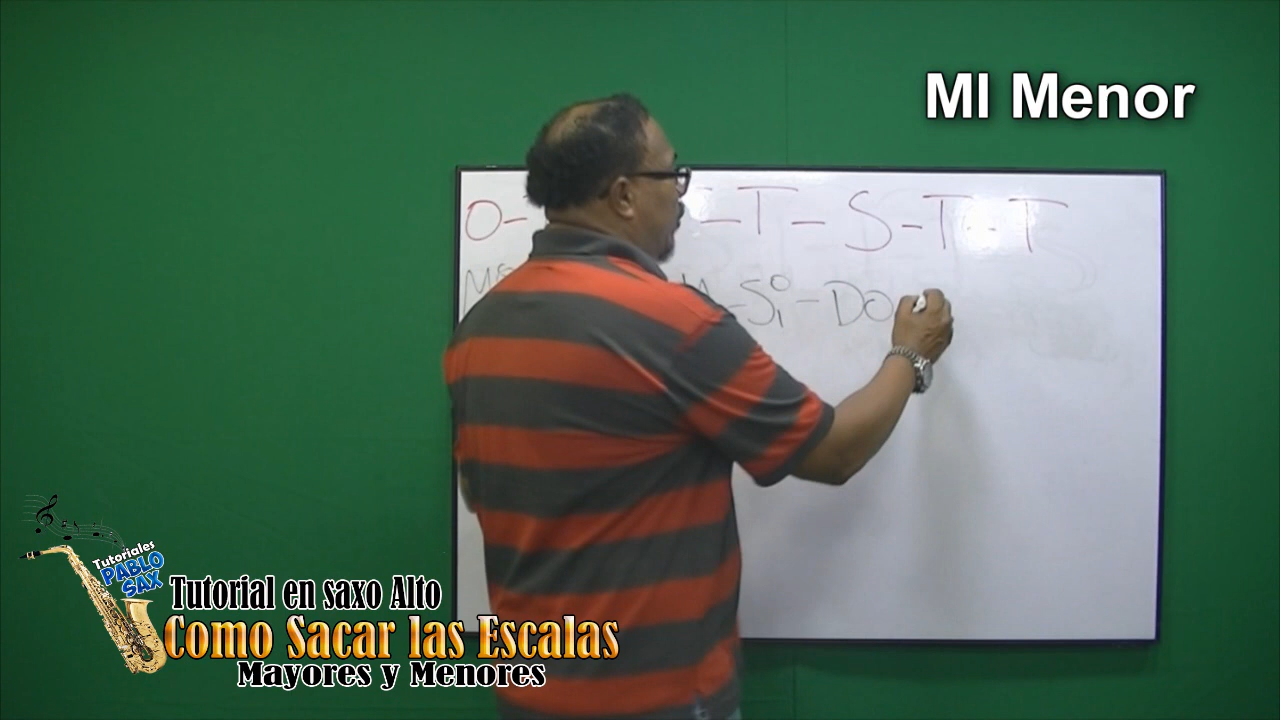 MI Menor
O - T - S - T - T
- Si - DO
Tutoriales
PABLO
SAX
Tutorial en saxo Alto
Como Sacar las Escalas
Mayores y Menores